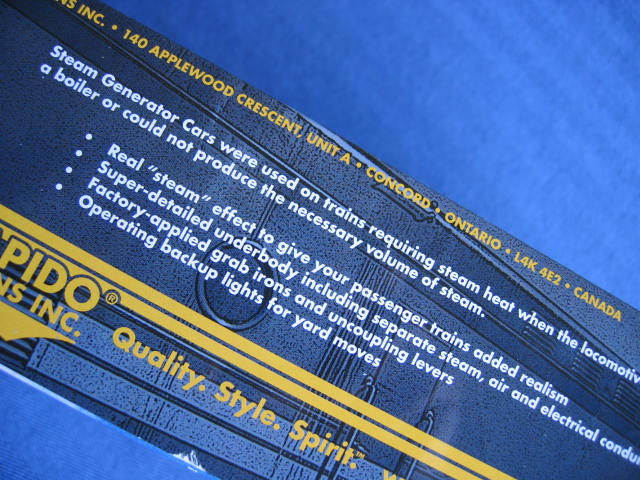 NS INC. • 140 APPLEWOOD CRESCENT, UNIT A • CONCORD • ONTARIO • L4K 4E2 • CANADA
Steam Generator Cars were used on trains requiring steam heat when the locomotiv
a boiler or could not produce the necessary volume of steam.
• Real "steam" effect to give your passenger trains added realism
• Super-detailed underbody including separate steam, air and electrical condui
• Factory-applied grab irons and uncoupling levers
• Operating backup lights for yard moves
PIDO®
NS INC.
Quality. Style. Spirit.™